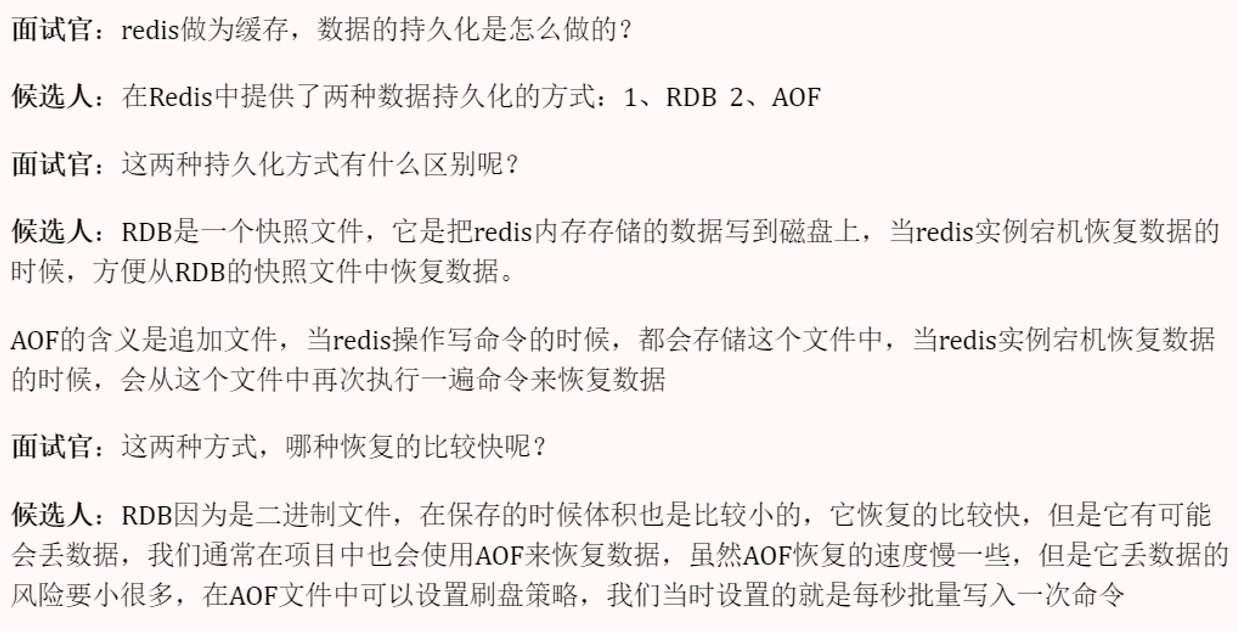 面试官：redis做为缓存，数据的持久化是怎么做的？
候选人：在Redis中提供了两种数据持久化的方式：1、RDB 2、AOF
面试官：这两种持久化方式有什么区别呢？
候选人：RDB是一个快照文件，它是把redis内存存储的数据写到磁盘上，当redis实例宕机恢复数据的
时候，方便从RDB的快照文件中恢复数据。
AOF的含义是追加文件，当redis操作写命令的时候，都会存储这个文件中，当redis实例宕机恢复数据
的时候，会从这个文件中再次执行一遍命令来恢复数据
面试官：这两种方式，哪种恢复的比较快呢？
候选人：RDB因为是二进制文件，在保存的时候体积也是比较小的，它恢复的比较快，但是它有可能
会丢数据，我们通常在项目中也会使用AOF来恢复数据，虽然AOF恢复的速度慢一些，但是它丢数据的
风险要小很多，在AOF文件中可以设置刷盘策略，我们当时设置的就是每秒批量写入一次命令